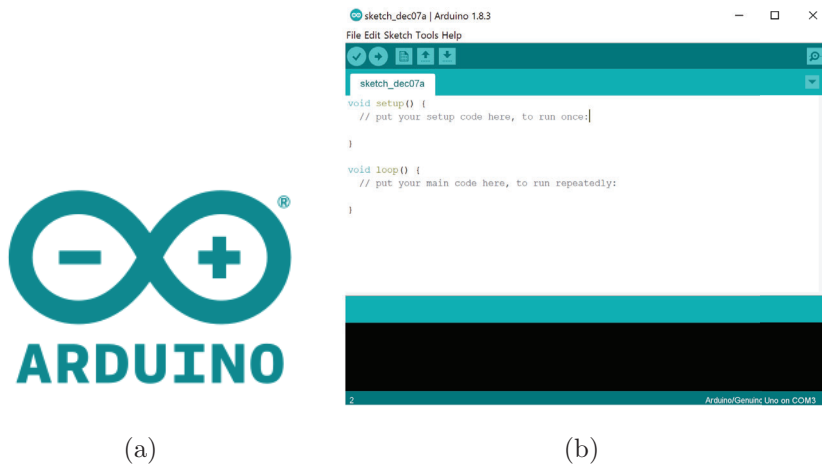 ®
ARDUINO
(a)
sketch_dec07a | Arduino 1.8.3
File Edit Sketch Tools Help
sketch_dec07a
void setup() {
// put your setup code here, to run once:
}
void loop() {
// put your main code here, to run repeatedly:
}
2
Arduino/Genuino Uno on COM3
(b)